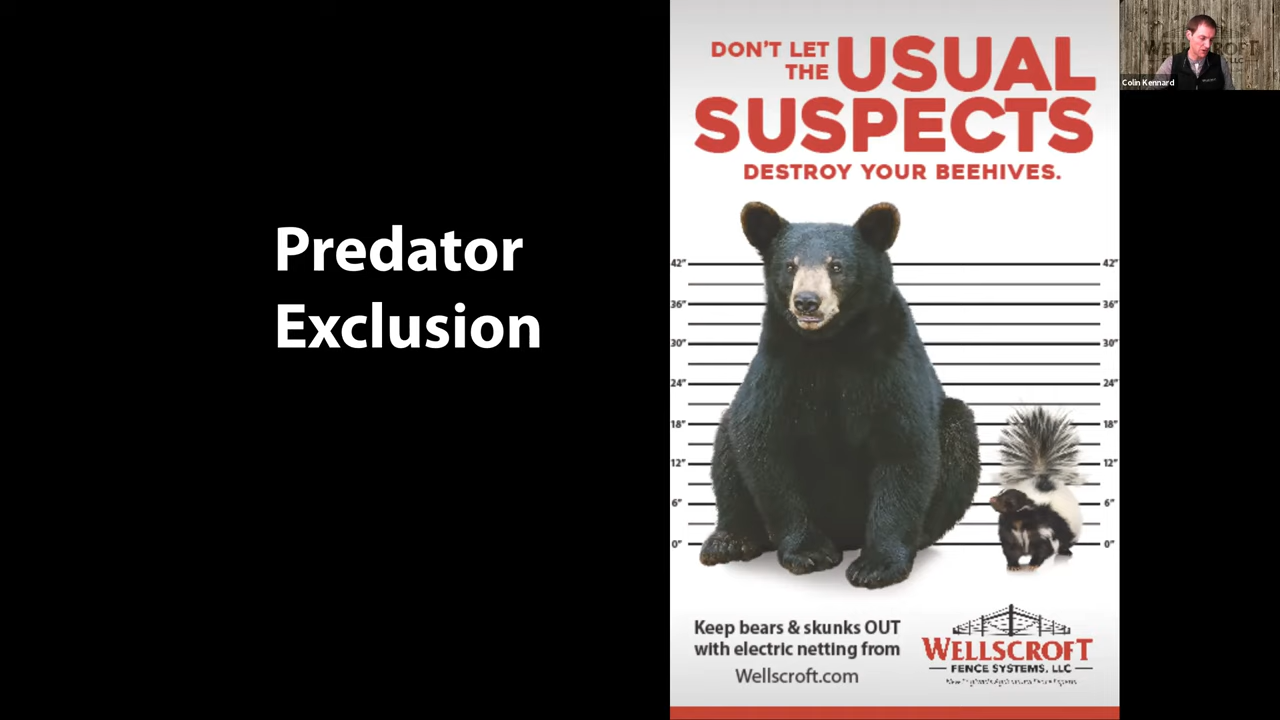 Predator
Exclusion
DON'T LET
THE USUAL
SUSPECTS
DESTROY YOUR BEEHIVES.
42" 42"
36" 36"
30" 30"
24" 24"
18" 18"
12" 12"
6" 6"
0" 0"
Keep bears & skunks OUT
with electric netting from
Wellscroft.com
WELLSCROFT
FENCE SYSTEMS, LLC
Colin Kennard